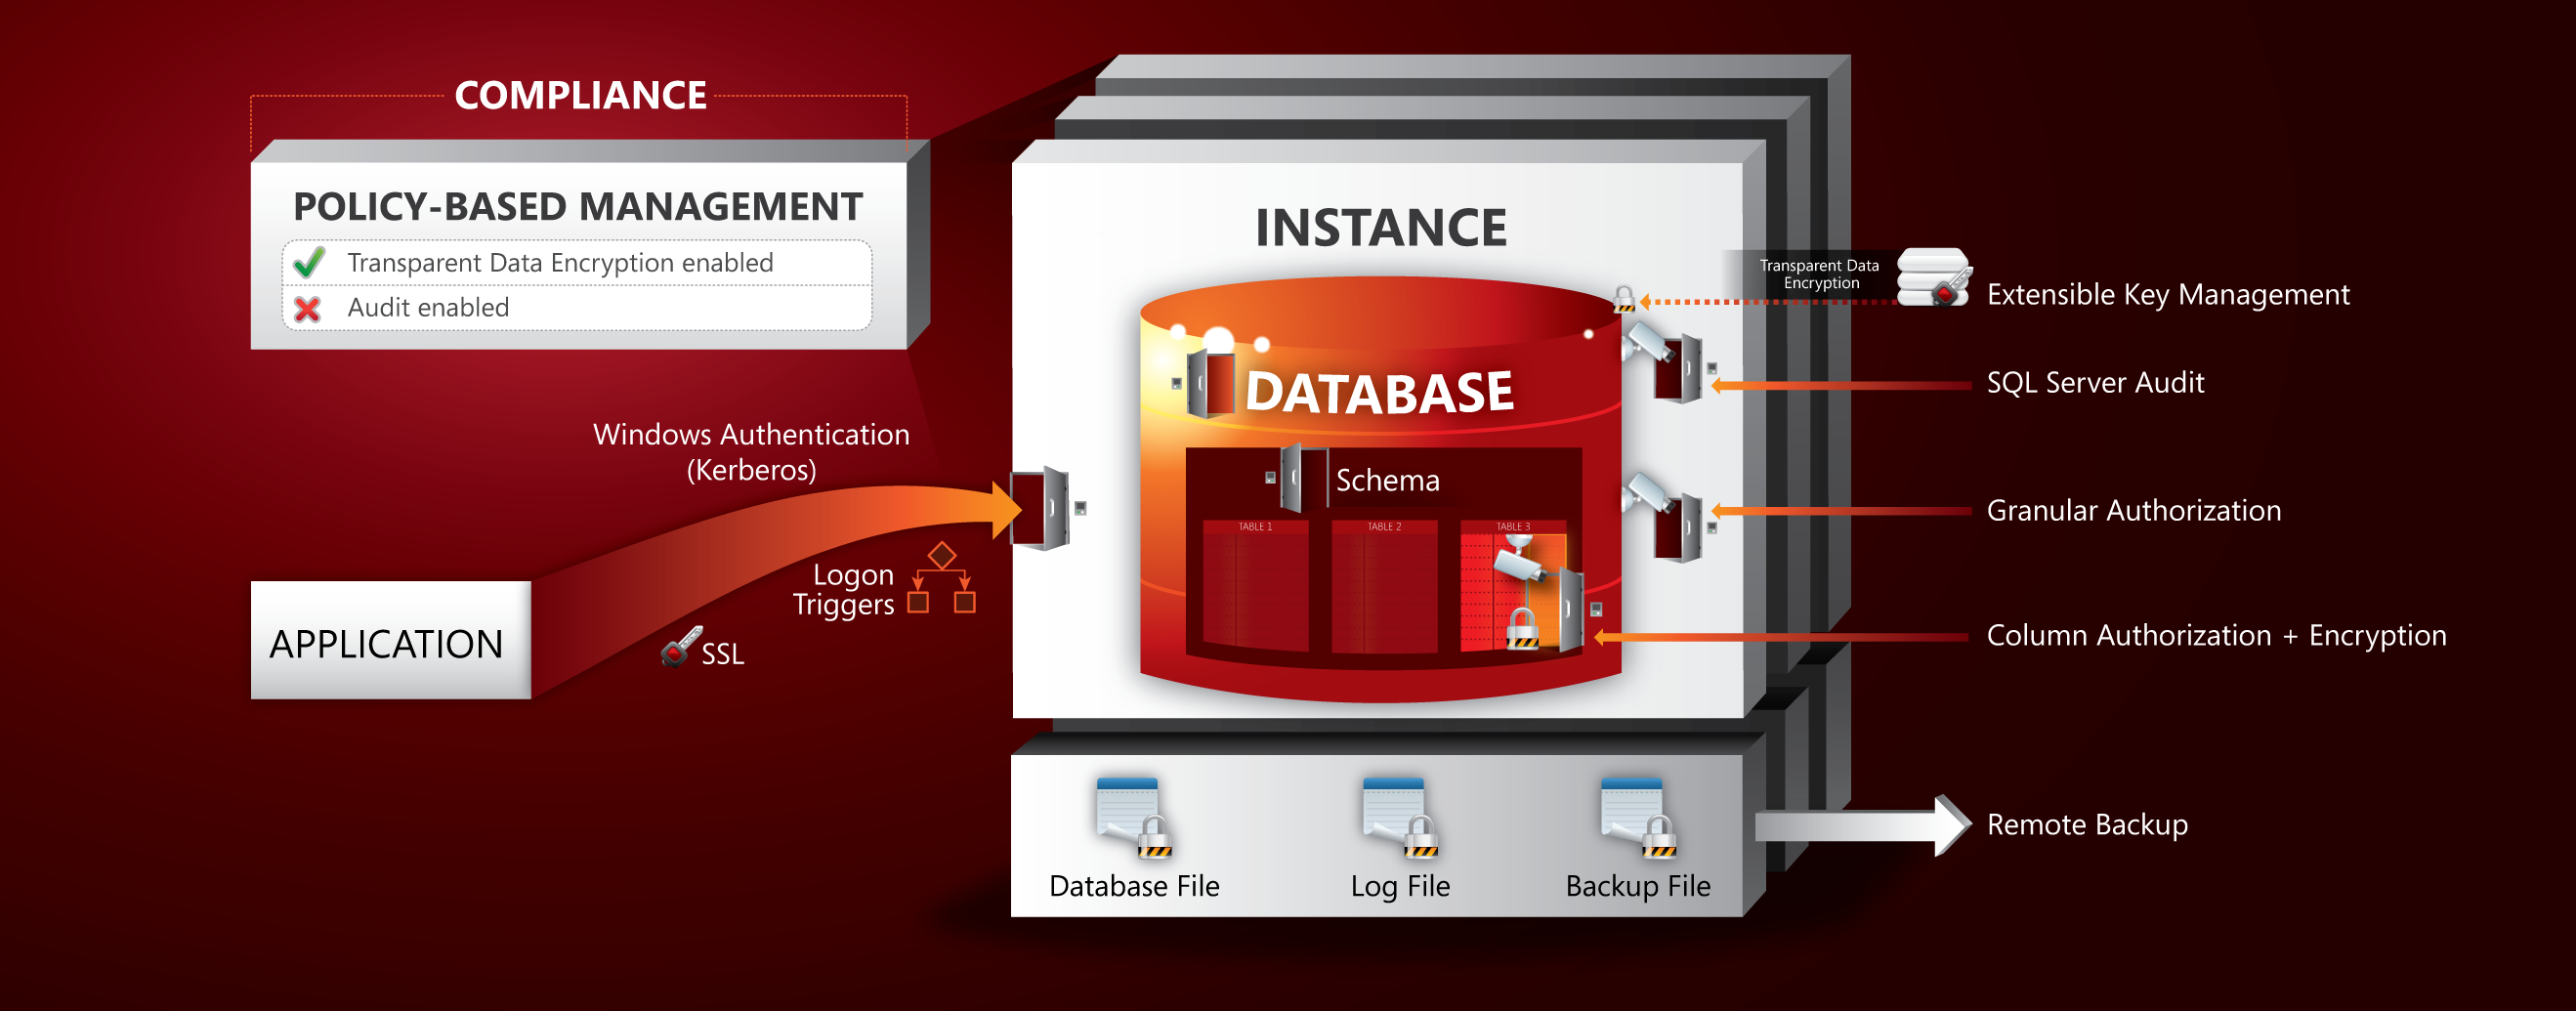 COMPLIANCE
POLICY-BASED MANAGEMENT
Transparent Data Encryption enabled
Audit enabled
Windows Authentication
(Kerberos)
Logon
Triggers
SSL
APPLICATION
INSTANCE
DATABASE
Schema
TABLE 1
TABLE 2
TABLE 3
Transparent Data
Encryption
Extensible Key Management
SQL Server Audit
Granular Authorization
Column Authorization + Encryption
Database File
Log File
Backup File
Remote Backup